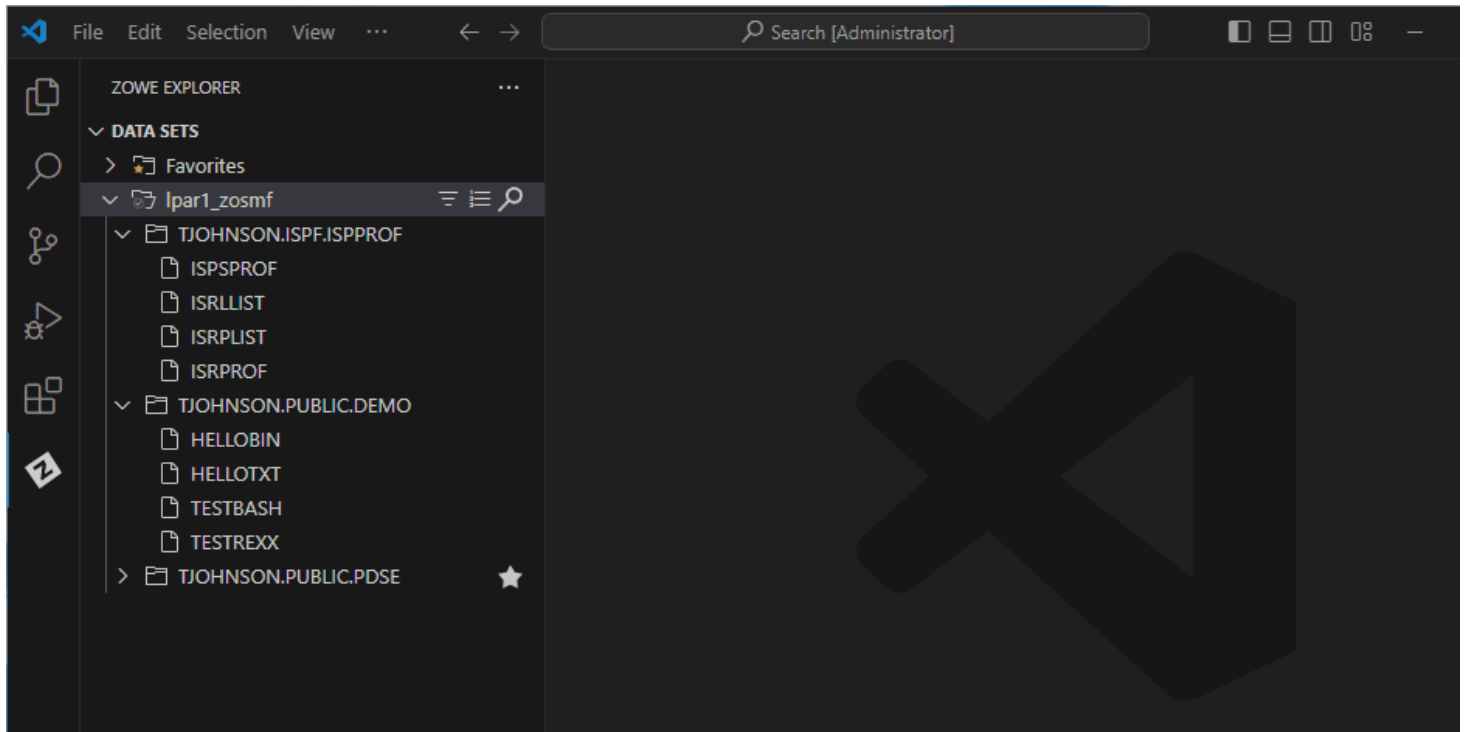 File Edit Selection View ··· Search [Administrator]
ZOWE EXPLORER ···
DATA SETS
Favorites
lpar1_zosmf
TJOHNSON.ISPF.ISPPROF
ISPSPROF
ISRLLIST
ISRPLIST
ISRPROF
TJOHNSON.PUBLIC.DEMO
HELLOBIN
HELLOTXT
TESTBASH
TESTREXX
TJOHNSON.PUBLIC.PDSE